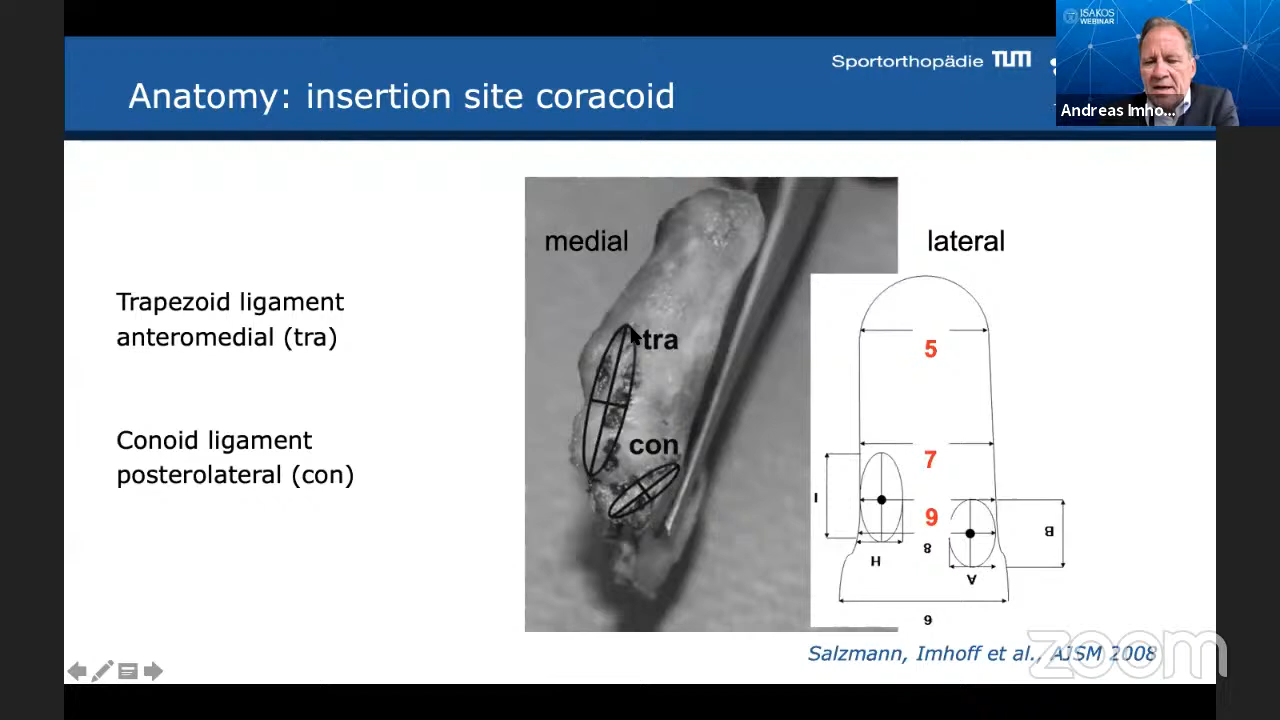 ISAKOS
WEBINAR
Sportorthopädie TUM
Andreas Imho...
Anatomy: insertion site coracoid
medial
lateral
Trapezoid ligament
anteromedial (tra)
tra
5
Conoid ligament
posterolateral (con)
con
7
I
9
B
8
H
A
6
Salzmann, Imhoff et al., AJSM 2008
zoom